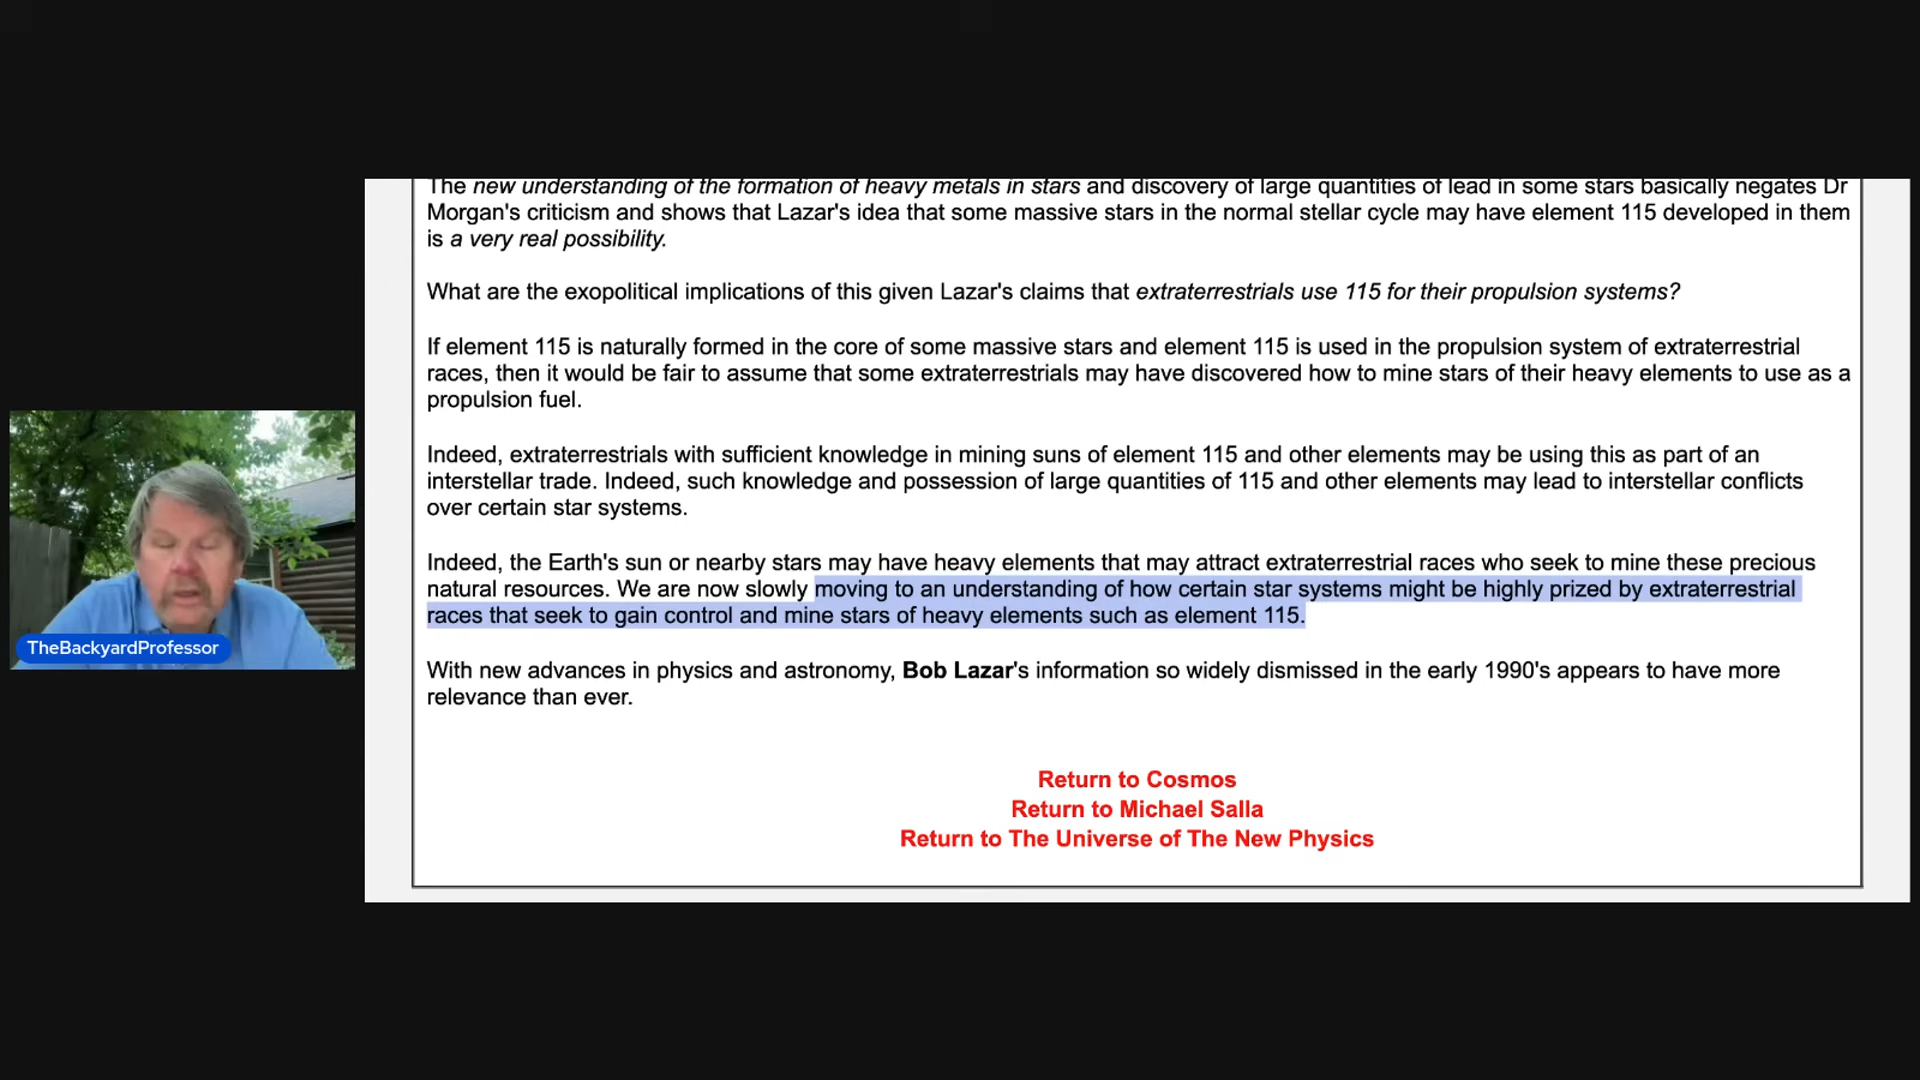 The new understanding of the formation of heavy metals in stars and discovery of large quantities of lead in some stars basically negates Dr
Morgan's criticism and shows that Lazar's idea that some massive stars in the normal stellar cycle may have element 115 developed in them
is a very real possibility.
What are the exopolitical implications of this given Lazar's claims that extraterrestrials use 115 for their propulsion systems?
If element 115 is naturally formed in the core of some massive stars and element 115 is used in the propulsion system of extraterrestrial
races, then it would be fair to assume that some extraterrestrials may have discovered how to mine stars of their heavy elements to use as a
propulsion fuel.
Indeed, extraterrestrials with sufficient knowledge in mining suns of element 115 and other elements may be using this as part of an
interstellar trade. Indeed, such knowledge and possession of large quantities of 115 and other elements may lead to interstellar conflicts
over certain star systems.
Indeed, the Earth's sun or nearby stars may have heavy elements that may attract extraterrestrial races who seek to mine these precious
natural resources. We are now slowly moving to an understanding of how certain star systems might be highly prized by extraterrestrial
races that seek to gain control and mine stars of heavy elements such as element 115.
With new advances in physics and astronomy, Bob Lazar's information so widely dismissed in the early 1990's appears to have more
relevance than ever.
Return to Cosmos
Return to Michael Salla
Return to The Universe of The New Physics
TheBackyardProfessor